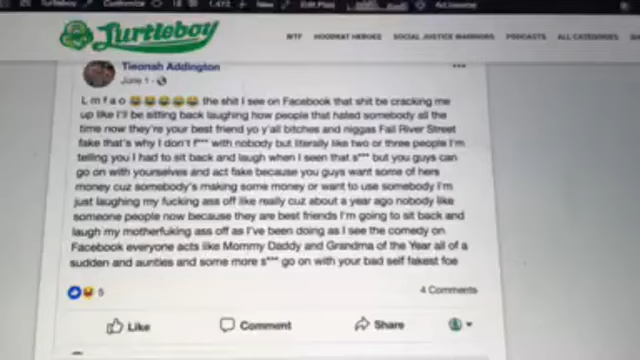 Turtleboy
WTF HOODRAT HEROES SOCIAL JUSTICE WARRIORS PODCASTS ALL CATEGORIES
Tieonah Addington
June 1 ·
L m f a o 😂😂😂😂😂 the shit I see on Facebook that shit be cracking me
up like I'll be sitting back laughing how people that hated somebody all the
time now they're your best friend yo y'all bitches and niggas Fall River Street
fake that's why I don't f*** with nobody but literally like two or three people I'm
telling you I had to sit back and laugh when I seen that s*** but you guys can
go on with yourselves and act fake because you guys want some of hers
money cuz somebody's making some money or want to use somebody I'm
just laughing my fucking ass off like really cuz about a year ago nobody like
someone people now because they are best friends I'm going to sit back and
laugh my motherfuking ass off as I've been doing as I see the comedy on
Facebook everyone acts like Mommy Daddy and Grandma of the Year all of a
sudden and aunties and some more s*** go on with your bad self fakest foe
5
4 Comments
Like Comment Share